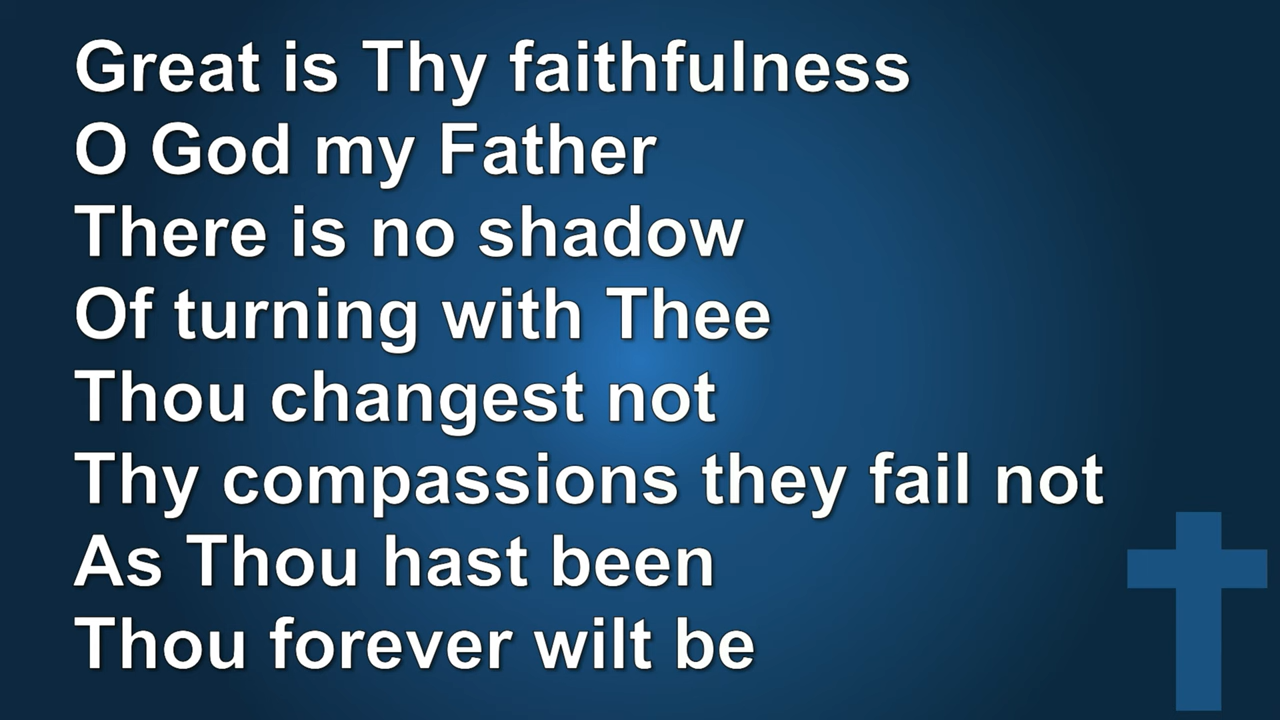 Great is Thy faithfulness
O God my Father
There is no shadow
Of turning with Thee
Thou changest not
Thy compassions they fail not
As Thou hast been
Thou forever wilt be